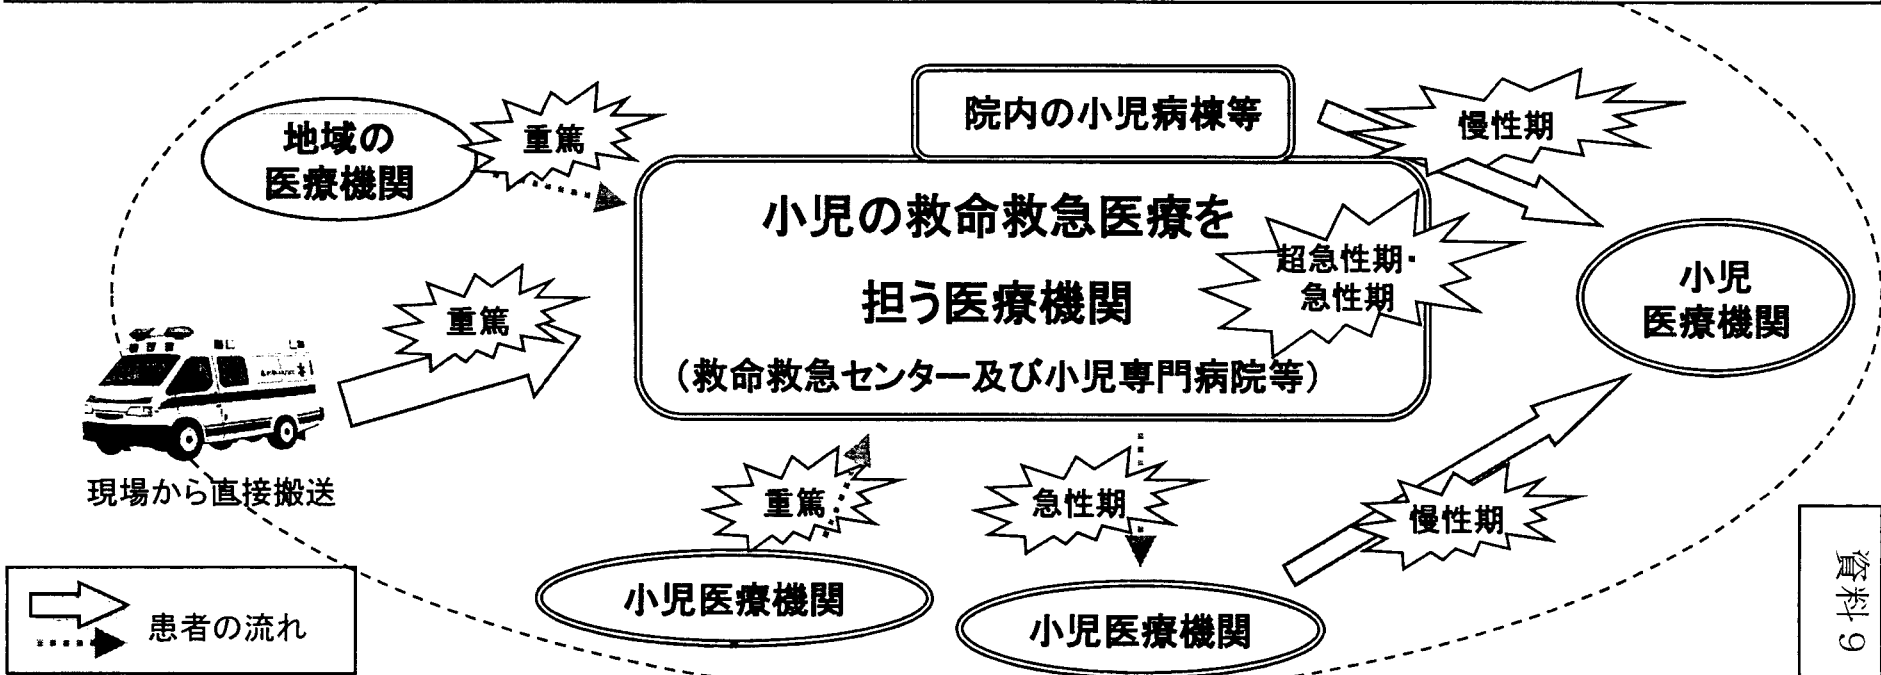 院内の小児病棟等
慢性期
地域の
医療機関
重篤
小児の救命救急医療を
担う医療機関
(救命救急センター及び小児専門病院等)
超急性期・
急性期
小児
医療機関
重篤
現場から直接搬送
重篤
急性期
慢性期
小児医療機関
小児医療機関
患者の流れ
資料9